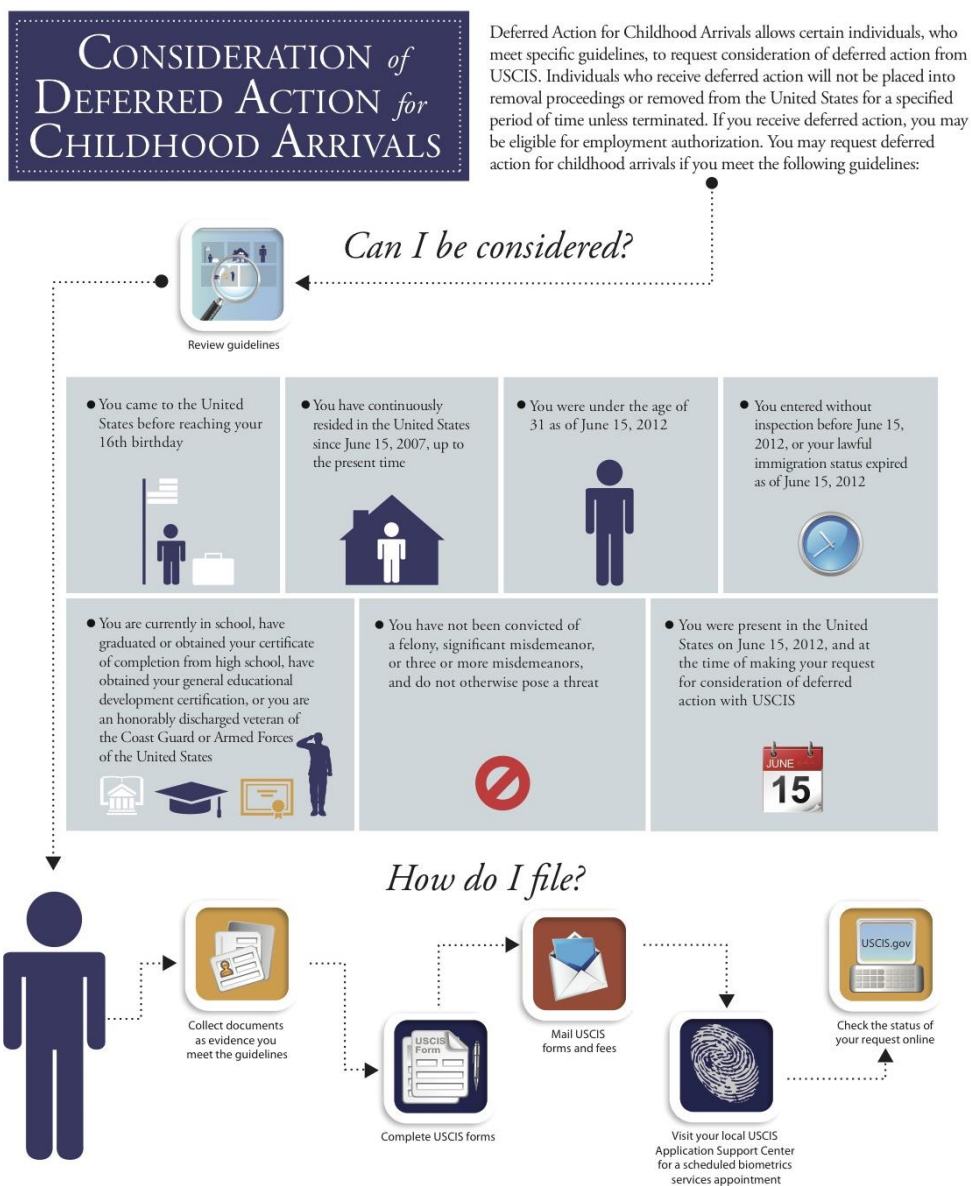 CONSIDERATION of
DEFERRED ACTION for
CHILDHOOD ARRIVALS
Deferred Action for Childhood Arrivals allows certain individuals, who
meet specific guidelines, to request consideration of deferred action from
USCIS. Individuals who receive deferred action will not be placed into
removal proceedings or removed from the United States for a specified
period of time unless terminated. If you receive deferred action, you may
be eligible for employment authorization. You may request deferred
action for childhood arrivals if you meet the following guidelines:
Can I be considered?
Review guidelines
● You came to the United
States before reaching your
16th birthday
● You have continuously
resided in the United States
since June 15, 2007, up to
the present time
● You were under the age of
31 as of June 15, 2012
● You entered without
inspection before June 15,
2012, or your lawful
immigration status expired
as of June 15, 2012
● You are currently in school, have
graduated or obtained your certificate
of completion from high school, have
obtained your general educational
development certification, or you are
an honorably discharged veteran of
the Coast Guard or Armed Forces
of the United States
● You have not been convicted of
a felony, significant misdemeanor,
or three or more misdemeanors,
and do not otherwise pose a threat
● You were present in the United
States on June 15, 2012, and at
the time of making your request
for consideration of deferred
action with USCIS
JUNE
15
How do I file?
Collect documents
as evidence you
meet the guidelines
USCIS
Form
Complete USCIS forms
Mail USCIS
forms and fees
Visit your local USCIS
Application Support Center
for a scheduled biometrics
services appointment
USCIS.gov
Check the status of
your request online